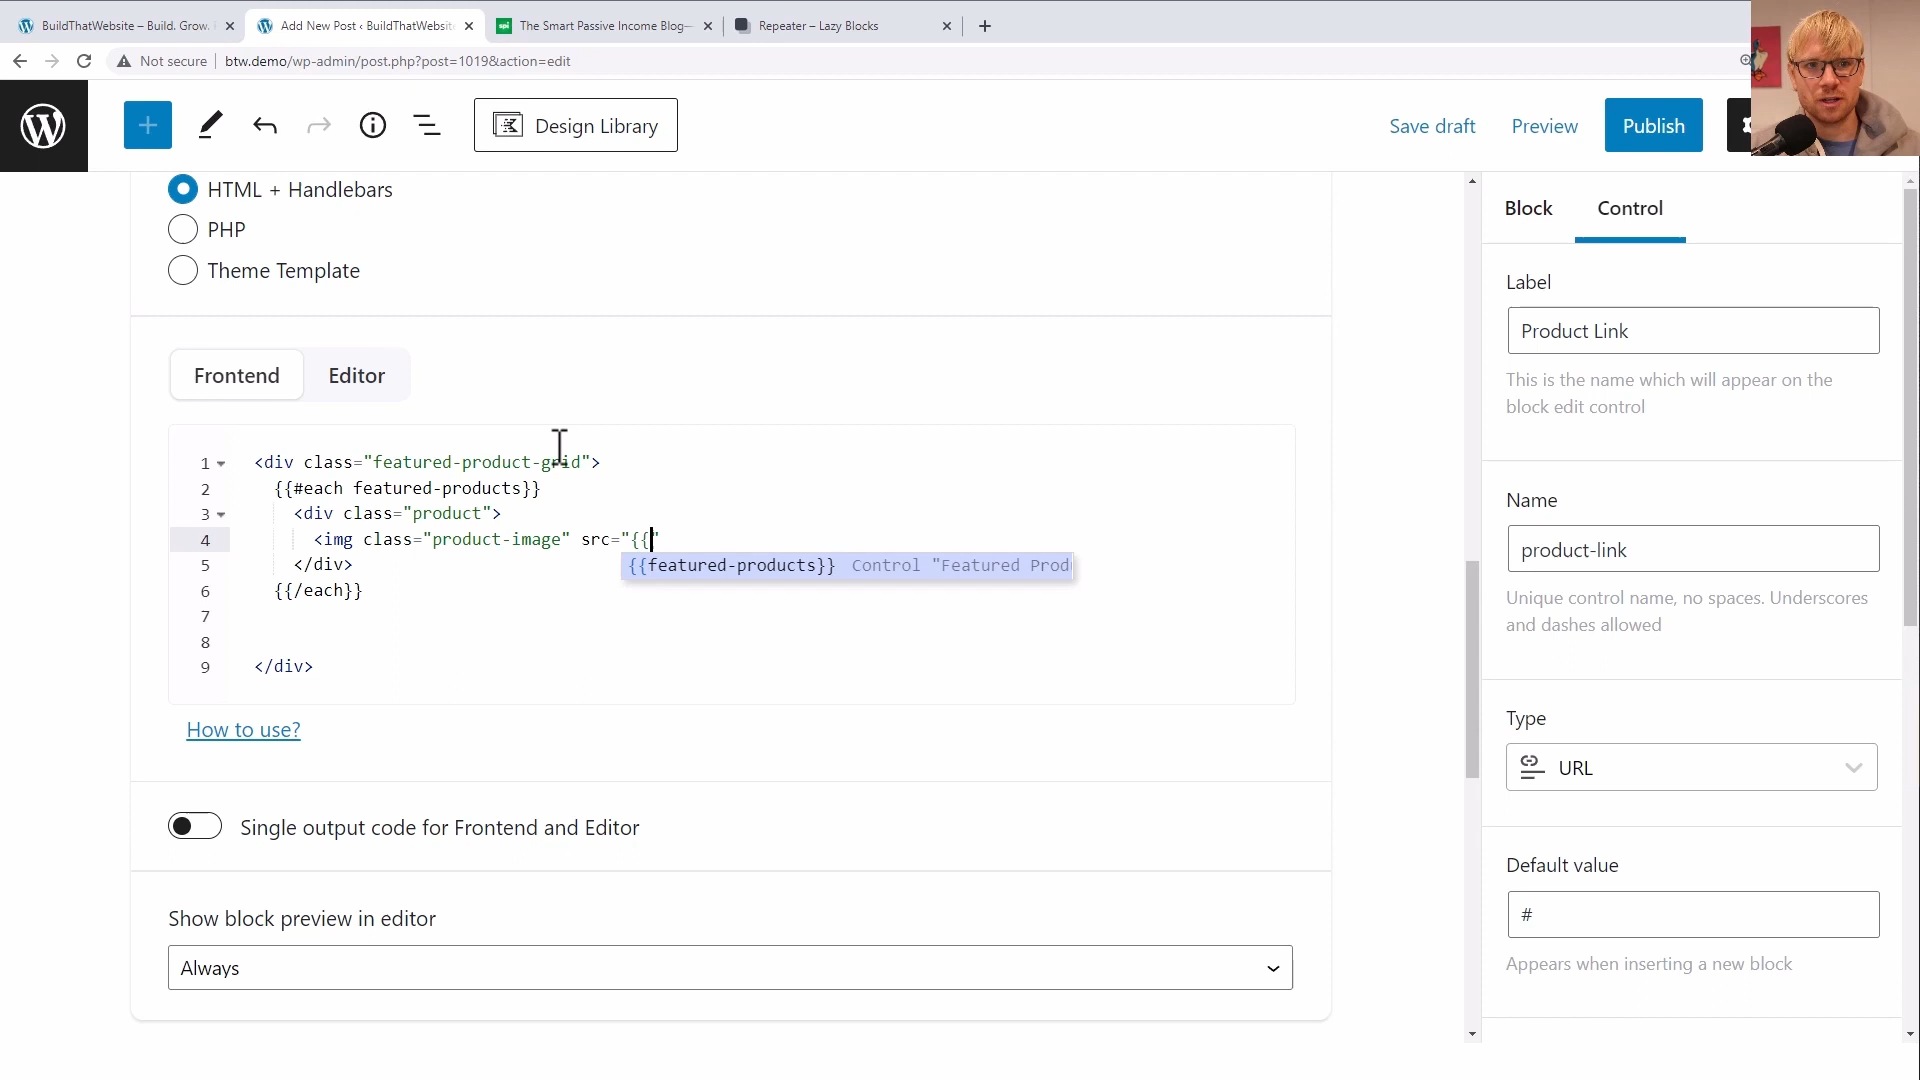 BuildThatWebsite – Build. Grow.
Add New Post ‹ BuildThatWebsite
spi
The Smart Passive Income Blog—
Repeater – Lazy Blocks
Not secure
btw.demo/wp-admin/post.php?post=1019&action=edit
Design Library
Save draft
Preview
Publish
HTML + Handlebars
PHP
Theme Template
Frontend
Editor
1 <div class="featured-product-grid">
2 {{#each featured-products}}
3 <div class="product">
4 <img class="product-image" src="{{"
5 </div>
{{featured-products}} Control "Featured Prod
6 {{/each}}
7
8
9 </div>
How to use?
Single output code for Frontend and Editor
Show block preview in editor
Always
Block
Control
Label
Product Link
This is the name which will appear on the
block edit control
Name
product-link
Unique control name, no spaces. Underscores
and dashes allowed
Type
URL
Default value
#
Appears when inserting a new block